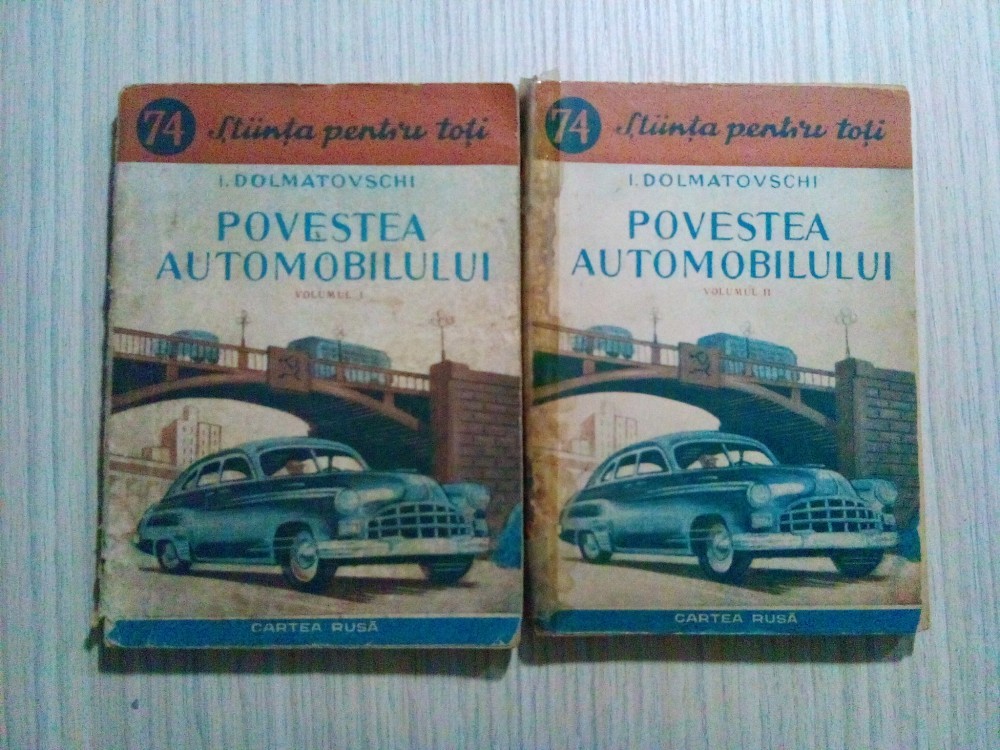 74 Știința pentru toți
I. DOLMATOVSCHI
POVESTEA
AUTOMOBILULUI
VOLUMUL I
CARTEA RUSĂ
74 Știința pentru toți
I. DOLMATOVSCHI
POVESTEA
AUTOMOBILULUI
VOLUMUL II
CARTEA RUSĂ